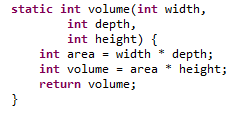 static int volume(int width,
        int depth,
        int height) {
    int area = width * depth;
    int volume = area * height;
    return volume;
}